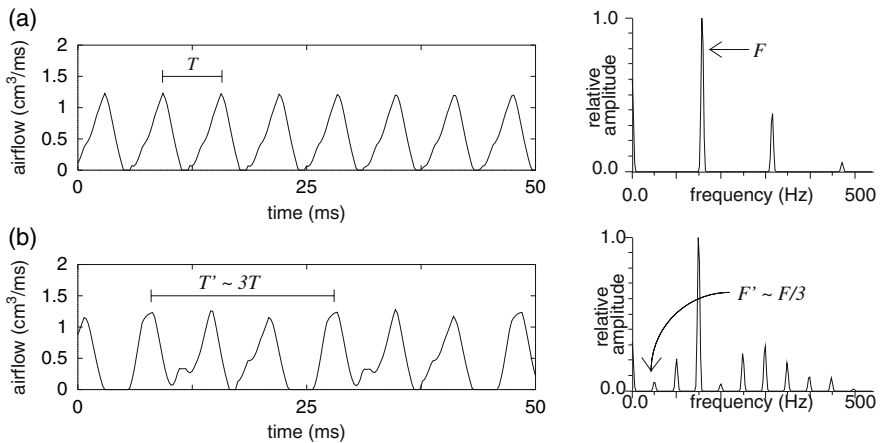 (a)
airflow (cm³/ms)
2
1.5
1
0.5
0
T
0
25
50
time (ms)
relative
amplitude
1.0
0.0
F
0.0
frequency (Hz)
500
(b)
airflow (cm³/ms)
2
1.5
1
0.5
0
T' ~ 3T
0
25
50
time (ms)
relative
amplitude
1.0
0.0
F' ~ F/3
0.0
frequency (Hz)
500